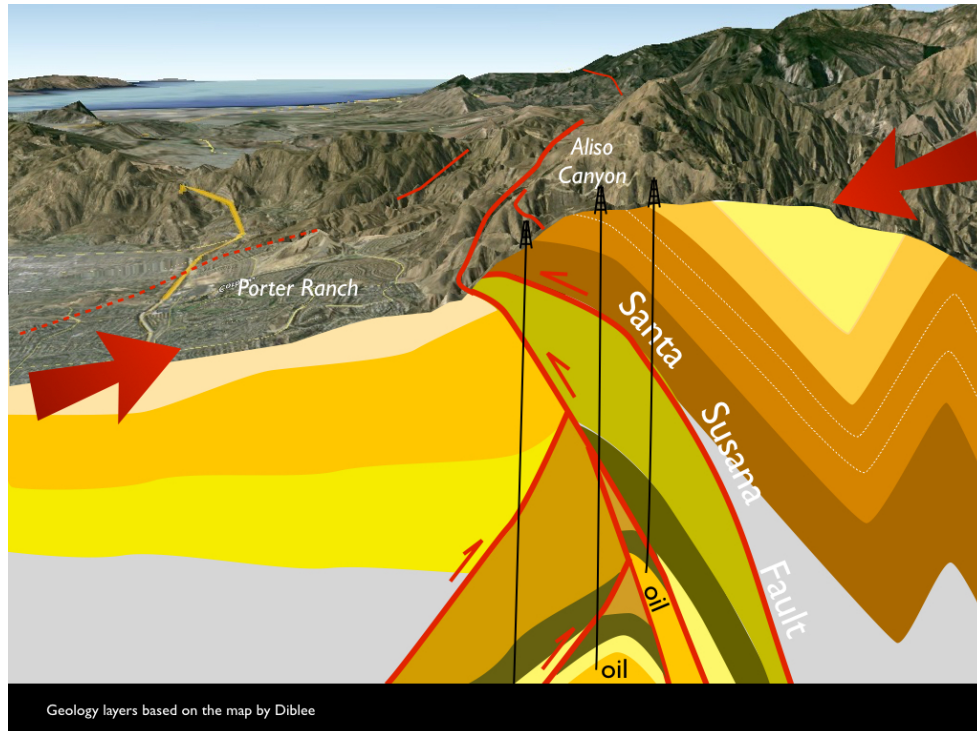 Aliso
Canyon
Porter Ranch
Santa
Susana
Fault
oil
oil
Geology layers based on the map by Diblee